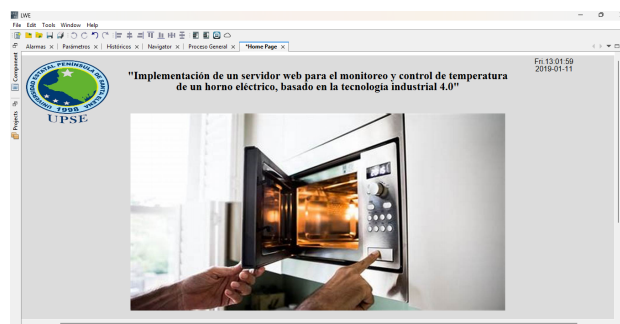 LWE
File Edit Tools Window Help
Alarmas × Parámetros × Históricos × Navigator × Proceso General × *Home Page ×
Component
Projects
Fri.13:01:59
2019-01-11
UNIVERSIDAD ESTATAL PENÍNSULA DE SANTA ELENA
1998
UPSE
"Implementación de un servidor web para el monitoreo y control de temperatura
de un horno eléctrico, basado en la tecnología industrial 4.0"